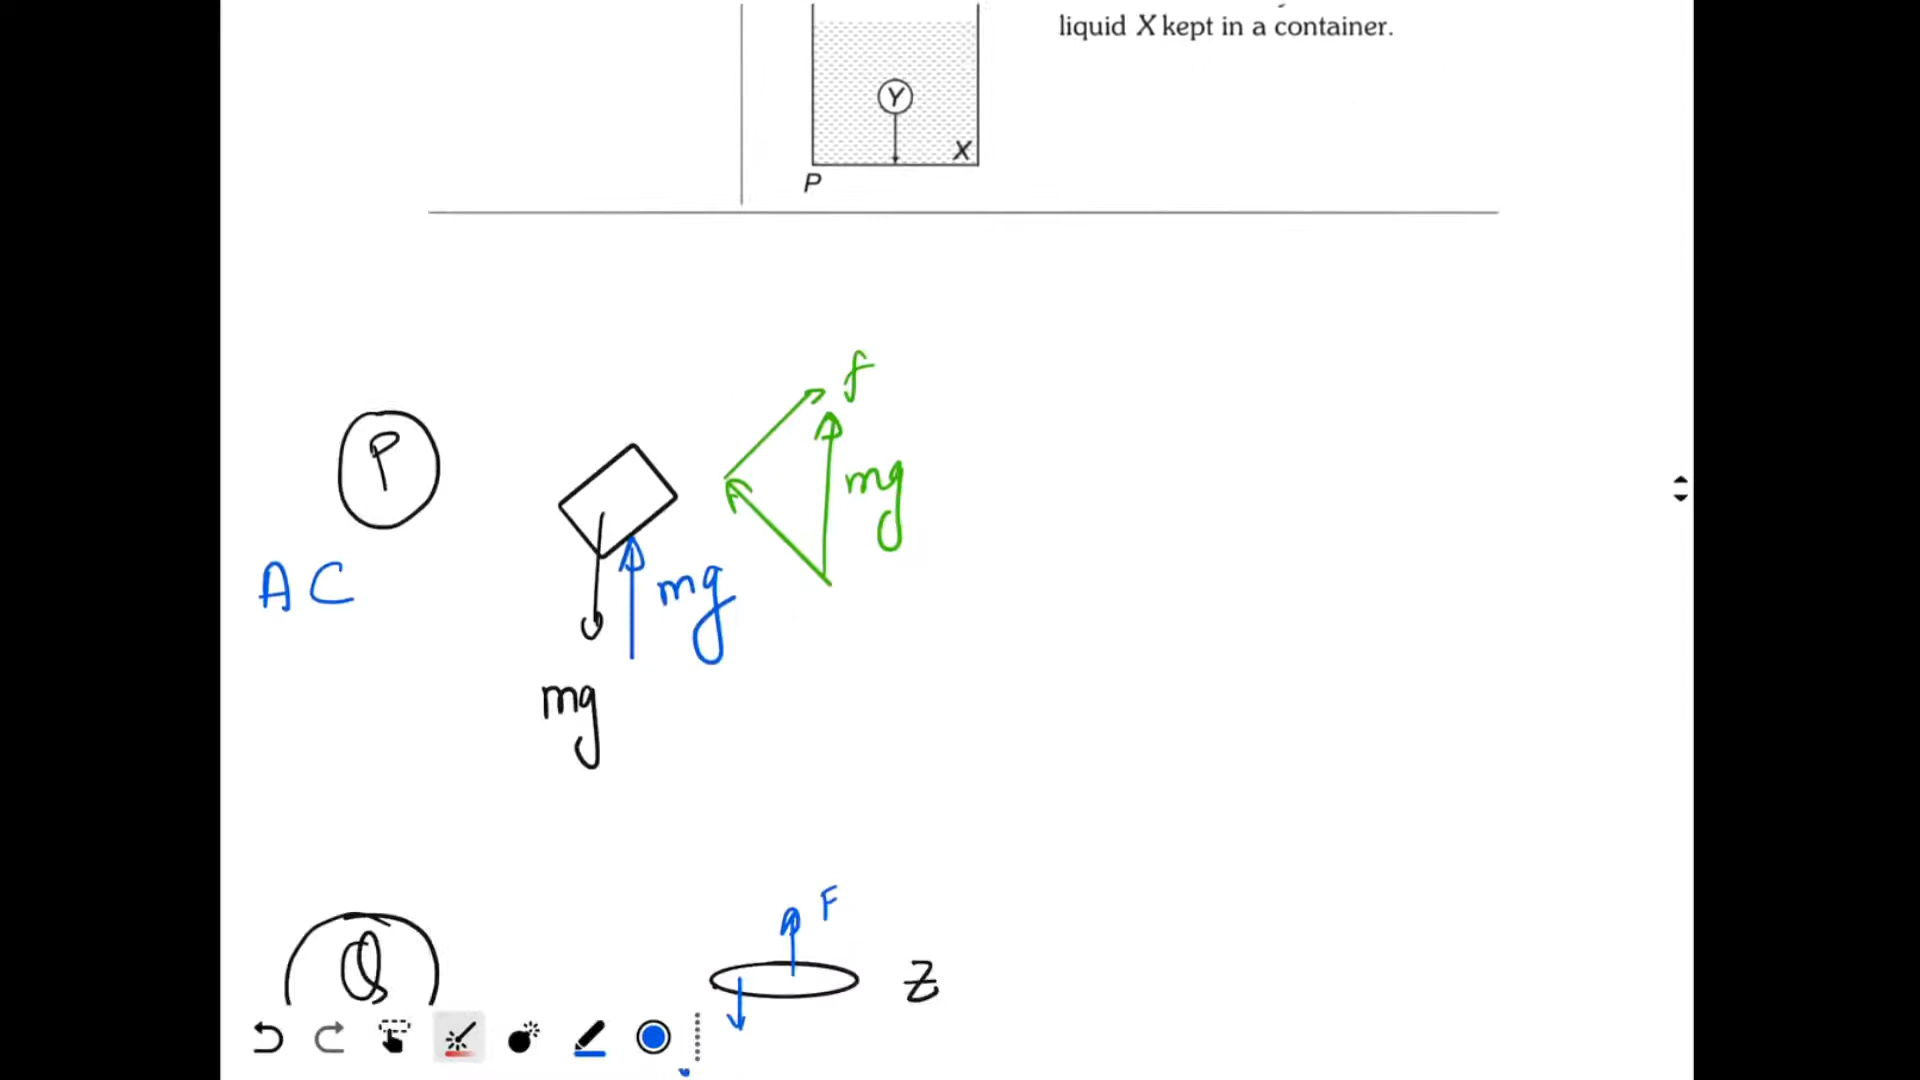 liquid X kept in a container.
Y
X
P
f
P
mg
A C
mg
mg
F
Q
Z